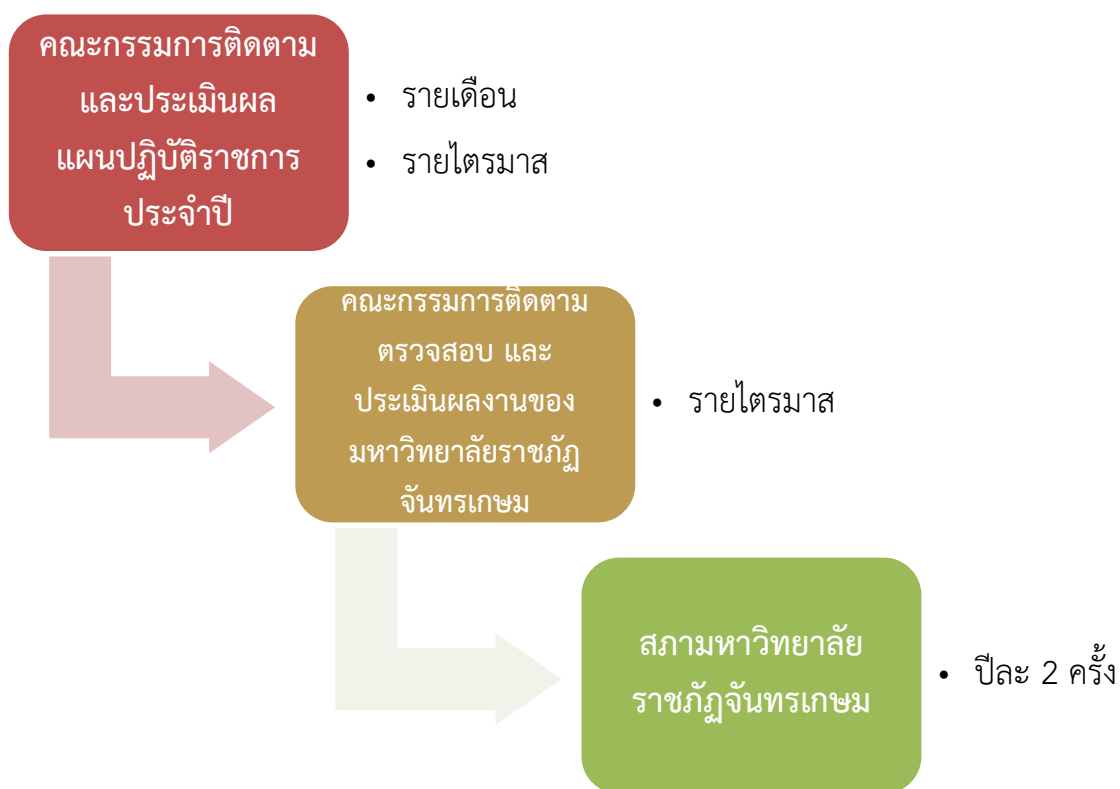 คณะกรรมการติดตาม
และประเมินผล
แผนปฏิบัติราชการ
ประจำปี
• รายเดือน
• รายไตรมาส
คณะกรรมการติดตาม
ตรวจสอบ และ
ประเมินผลงานของ
มหาวิทยาลัยราชภัฏ
จันทรเกษม
• รายไตรมาส
สภามหาวิทยาลัย
ราชภัฏจันทรเกษม
• ปีละ 2 ครั้ง